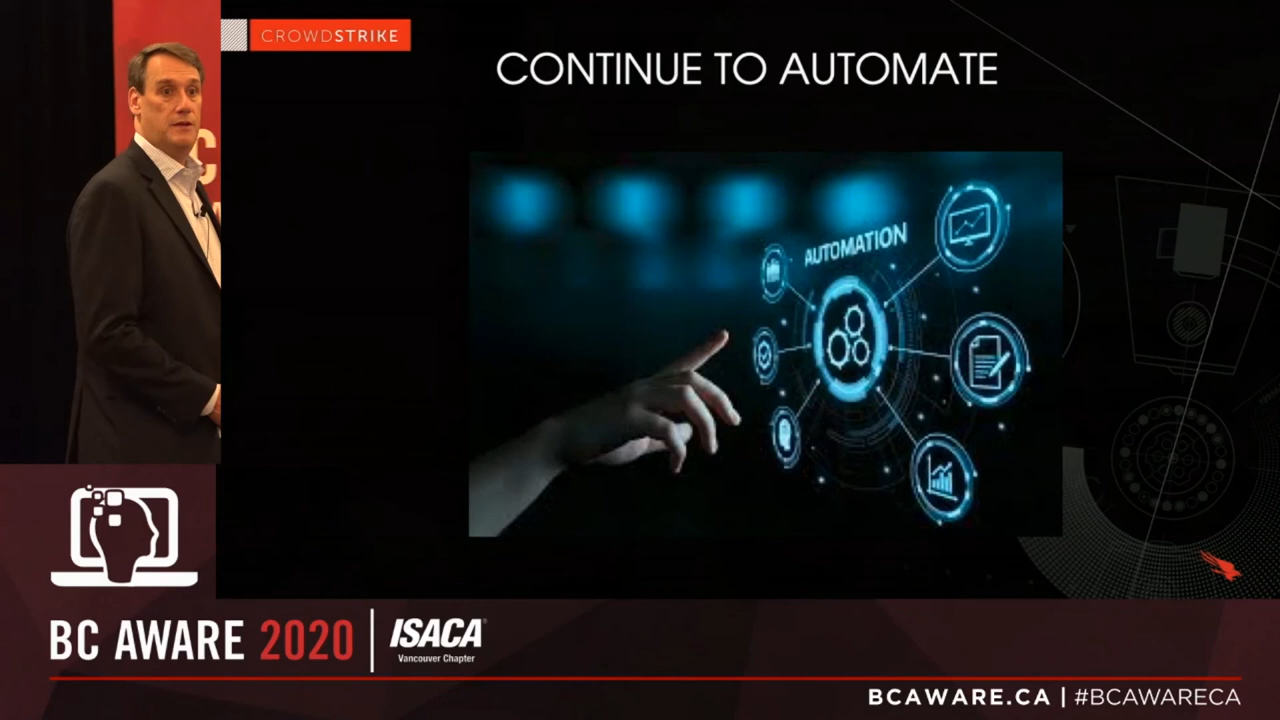 CROWDSTRIKE
CONTINUE TO AUTOMATE
AUTOMATION
C
BC AWARE 2020
ISACA
Vancouver Chapter
BCAWARE.CA | #BCAWARECA